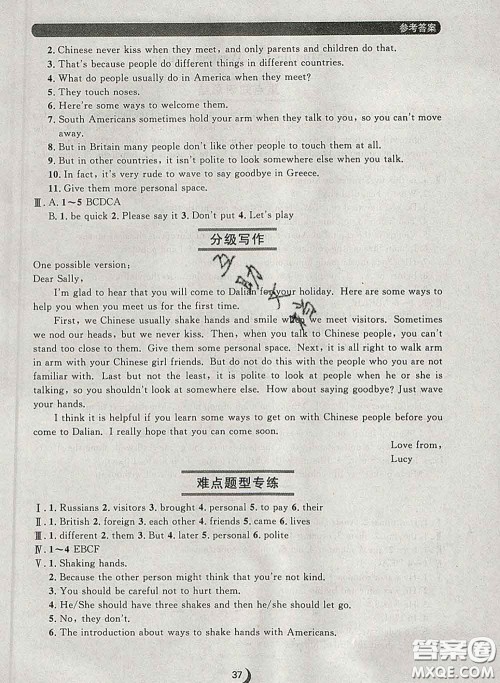 参考答案
2. Chinese never kiss when they meet, and only parents and children do that.
3. That's because people do different things in different countries.
4. What do people usually do in America when they meet?
5. They touch noses.
6. Here are some ways to welcome them.
7. South Americans sometimes hold your arm when they talk to you, so you can't move
away.
8. But in Britain many people don't like other people to touch them at all.
9. But in other countries, it isn't polite to look somewhere else when you talk.
10. In fact, it's very rude to wave to say goodbye in Greece.
11. Give them more personal space.
Ⅲ. A. 1~5 BCDCA
B. 1. be quick 2. Please say it 3. Don't put 4. Let's play
分级写作
One possible version:
Dear Sally,
I'm glad to hear that you will come to Dalian for your holiday. Here are some ways to
help you when you meet us for the first time.
First, we Chinese usually shake hands and smile when we meet visitors. Sometimes
we nod our heads, but we never kiss. Then, when you talk to Chinese people, you can't
stand too close to them. Give them some personal space. Next, it is all right to walk arm
in arm with your Chinese girl friends. But do not do this with the people who you are not
familiar with. Last but not the least, it is polite to look at people when he or she is
talking, so you shouldn't look at somewhere else. How about saying goodbye? Just wave
your hands.
I think it is helpful if you learn some ways to get on with Chinese people before you
come to Dalian. I really hope that you can come soon.
Love from,
Lucy
难点题型专练
Ⅰ. 1. Russians 2. visitors 3. brought 4. personal 5. to pay 6. their
Ⅱ. 1. British 2. foreign 3. each other 4. friends 5. came 6. living
Ⅲ. 1. different 2. them 3. But 4. later 5. personal 6. polite
Ⅳ. 1~4 EBCF
Ⅴ. 1. Shaking hands.
2. Because the other person might think that you're not kind.
3. You should be careful not to hurt them.
4. He/She should have three shakes and then he/she should let go.
5. No, they don't.
6. The introduction about ways to shake hands with Americans.
37
答案圈
MXQE.COM